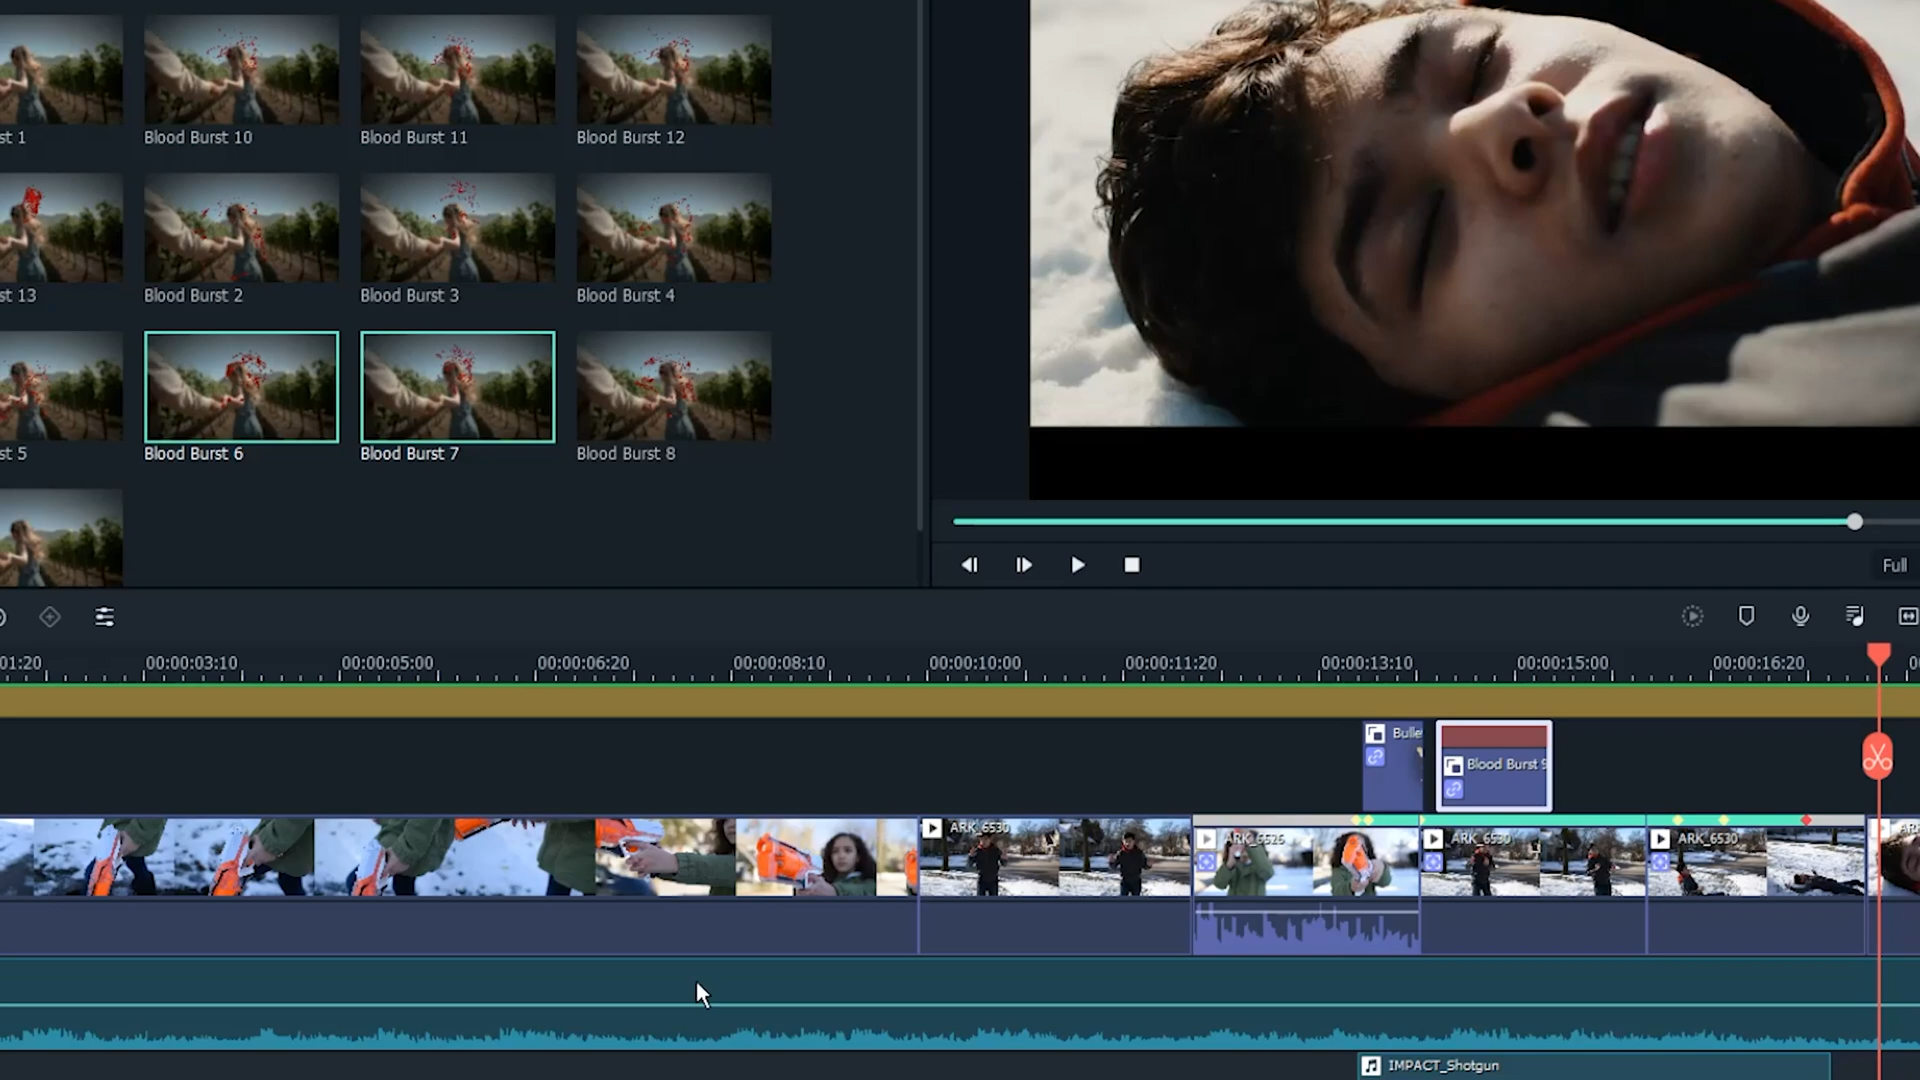 st 1
Blood Burst 10
Blood Burst 11
Blood Burst 12
st 13
Blood Burst 2
Blood Burst 3
Blood Burst 4
st 5
Blood Burst 6
Blood Burst 7
Blood Burst 8
Full
01:20
00:00:03:10
00:00:05:00
00:00:06:20
00:00:08:10
00:00:10:00
00:00:11:20
00:00:13:10
00:00:15:00
00:00:16:20
Bulle
Blood Burst 9
ARK_6530
ARK_6526
ARK_6530
ARK_6530
IMPACT_Shotgun